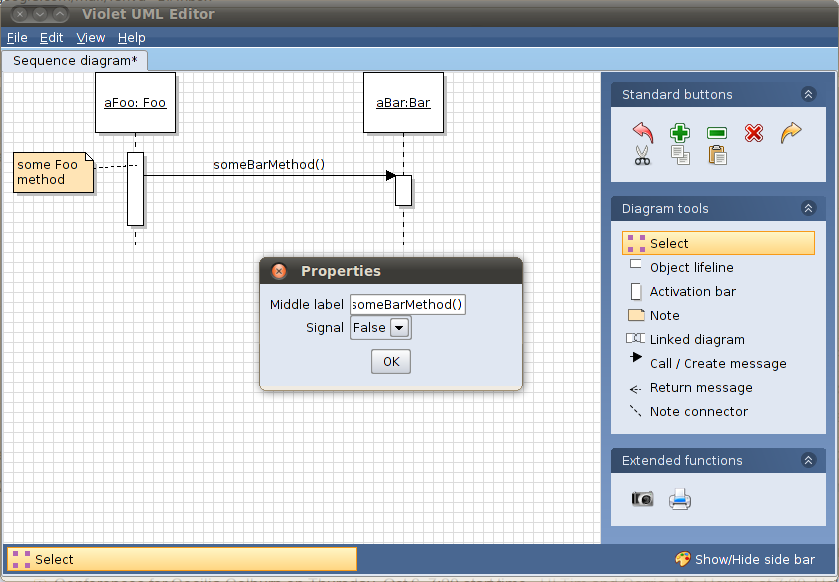 Violet UML Editor
File Edit View Help
Sequence diagram*
aFoo: Foo
aBar:Bar
some Foo
method
someBarMethod()
Properties
Middle label someBarMethod()
Signal False
OK
Standard buttons
Diagram tools
Select
Object lifeline
Activation bar
Note
Linked diagram
Call / Create message
Return message
Note connector
Extended functions
Select
Show/Hide side bar